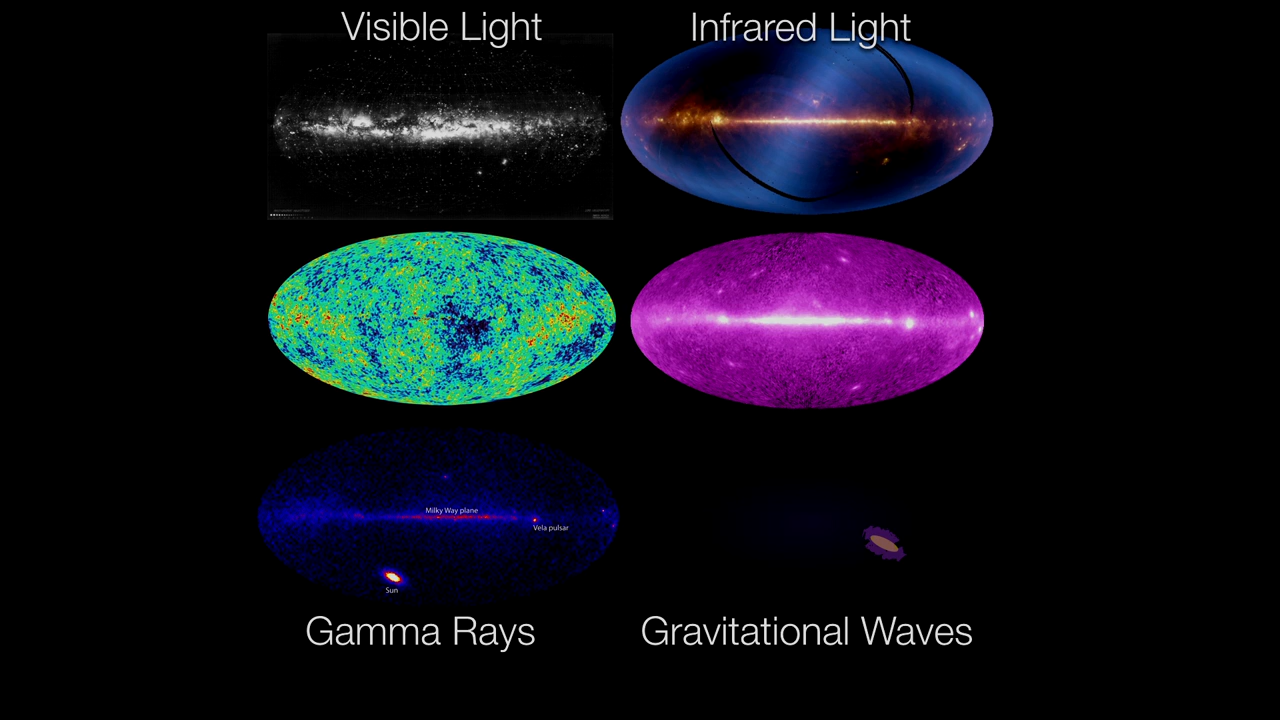 Visible Light
Infrared Light
Milky Way plane
Vela pulsar
Sun
Gamma Rays
Gravitational Waves